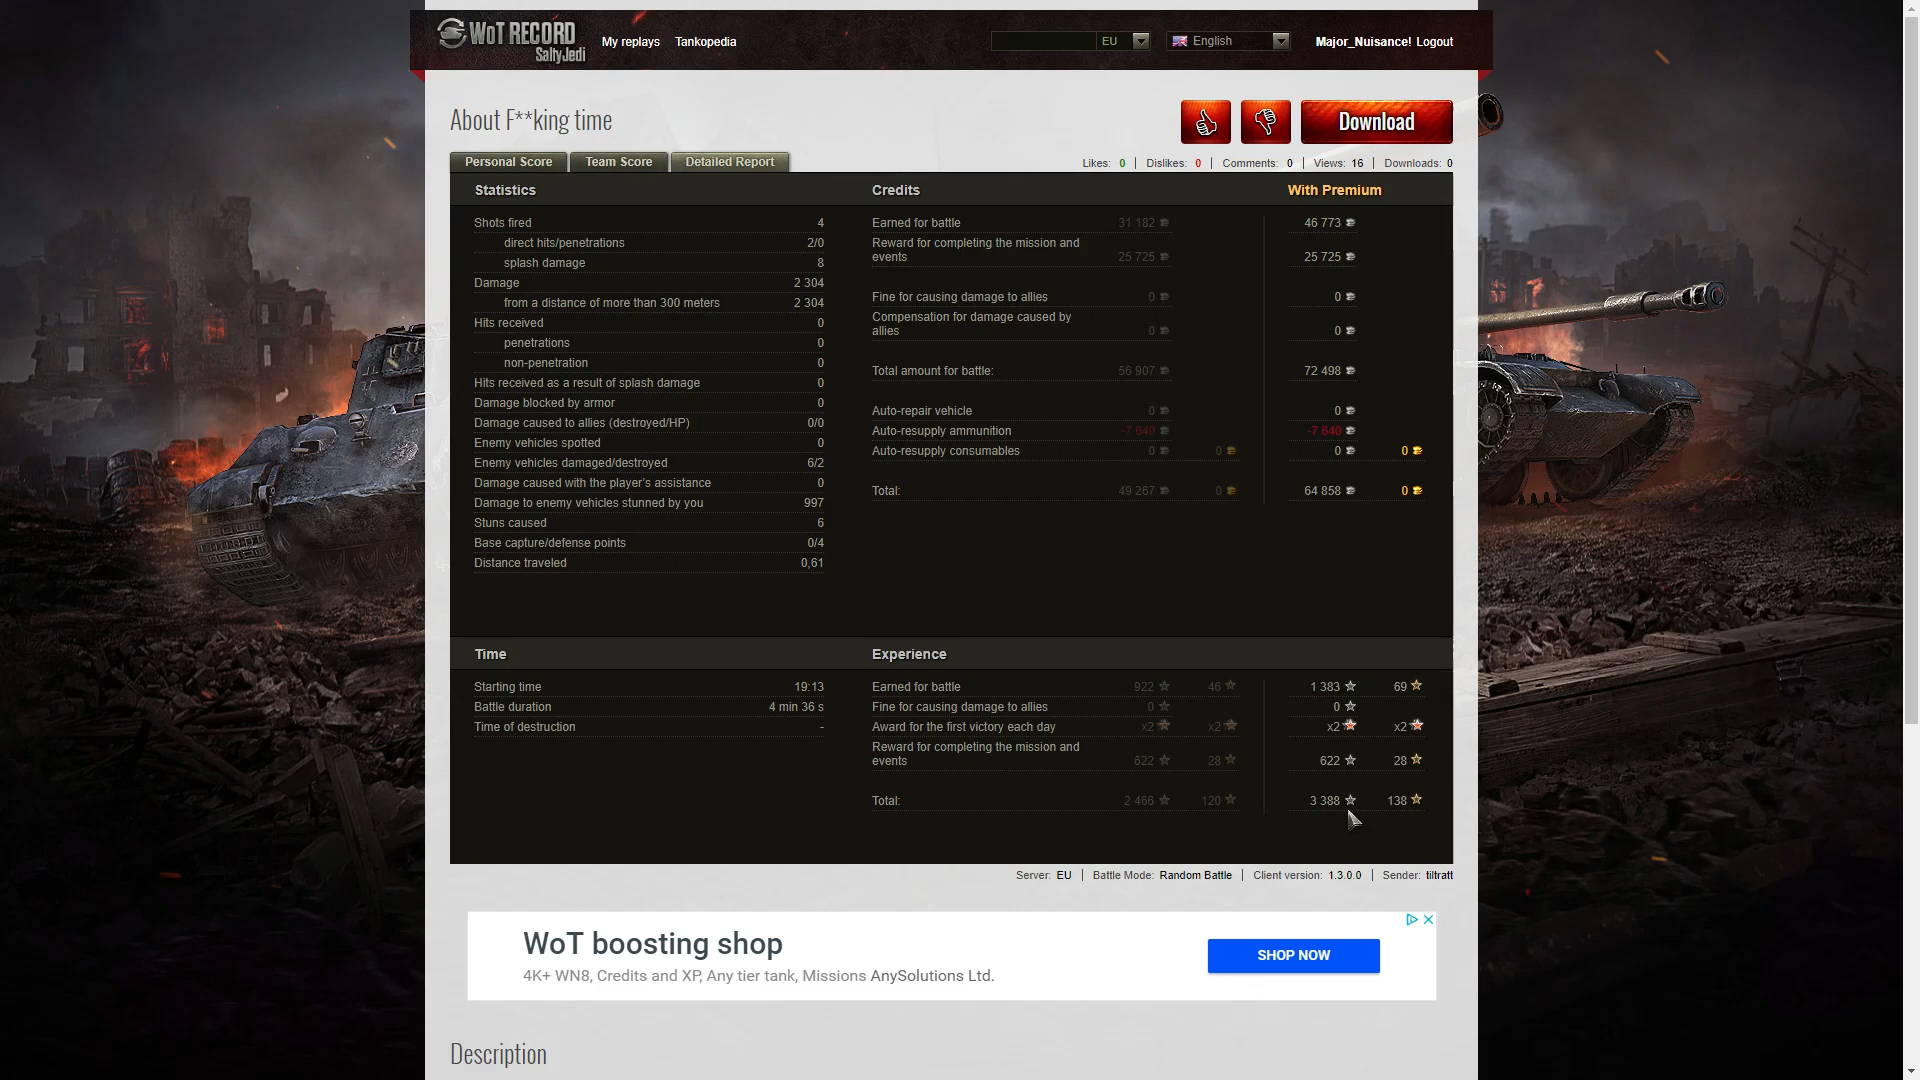 WoT RECORD
SaltyJedi
My replays Tankopedia
EU
English
Major_Nuisance! Logout
About F**king time
Download
Personal Score Team Score Detailed Report
Likes: 0 | Dislikes: 0 | Comments: 0 | Views: 16 | Downloads: 0
Statistics
Shots fired 4
direct hits/penetrations 2/0
splash damage 8
Damage 2 304
from a distance of more than 300 meters 2 304
Hits received 0
penetrations 0
non-penetration 0
Hits received as a result of splash damage 0
Damage blocked by armor 0
Damage caused to allies (destroyed/HP) 0/0
Enemy vehicles spotted 0
Enemy vehicles damaged/destroyed 6/2
Damage caused with the player's assistance 0
Damage to enemy vehicles stunned by you 997
Stuns caused 6
Base capture/defense points 0/4
Distance traveled 0,61
Credits With Premium
Earned for battle 31 182 46 773
Reward for completing the mission and
events 25 725 25 725
Fine for causing damage to allies 0 0
Compensation for damage caused by
allies 0 0
Total amount for battle: 56 907 72 498
Auto-repair vehicle 0 0
Auto-resupply ammunition -7 640 -7 640
Auto-resupply consumables 0 0 0 0
Total: 49 267 0 64 858 0
Time
Starting time 19:13
Battle duration 4 min 36 s
Time of destruction -
Experience
Earned for battle 922 46 1 383 69
Fine for causing damage to allies 0 0
Award for the first victory each day x2 x2 x2 x2
Reward for completing the mission and
events 622 28 622 28
Total: 2 466 120 3 388 138
Server: EU | Battle Mode: Random Battle | Client version: 1.3.0.0 | Sender: tiltratt
WoT boosting shop
4K+ WN8, Credits and XP, Any tier tank, Missions AnySolutions Ltd.
SHOP NOW
Description